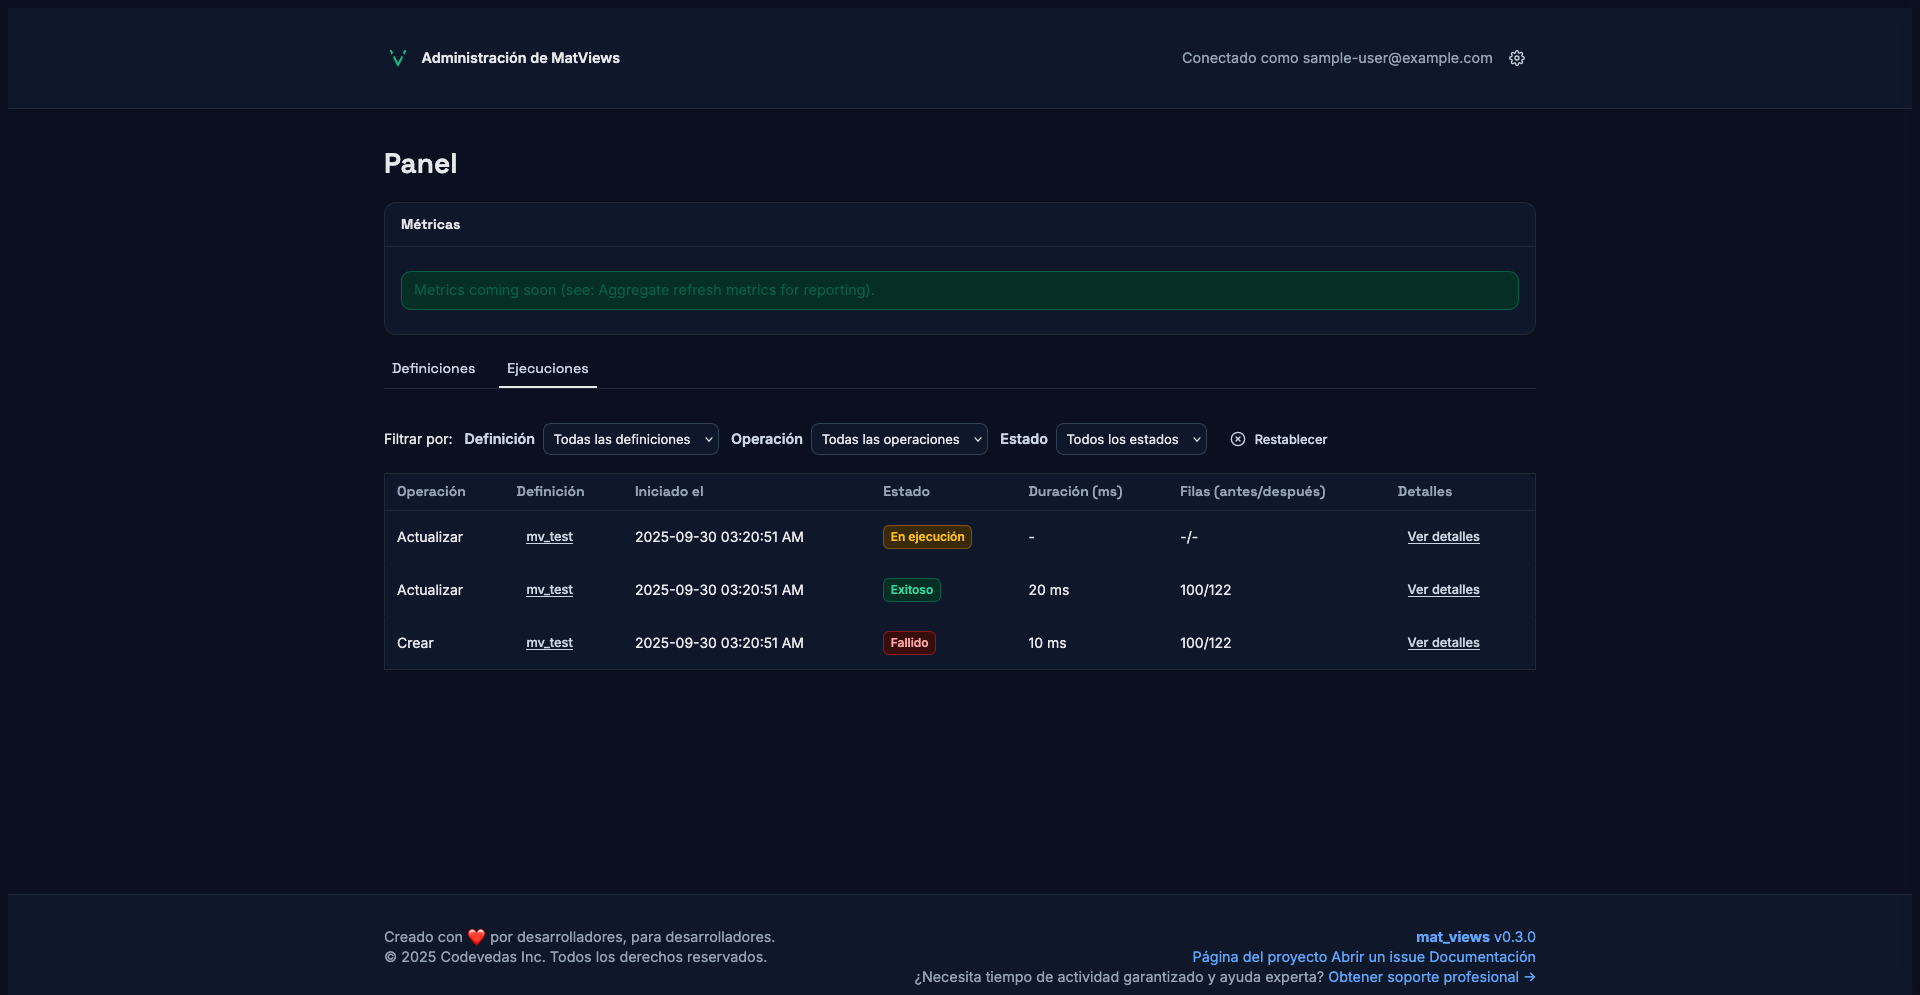 Administración de MatViews
Conectado como sample-user@example.com
Panel
Métricas
Metrics coming soon (see: Aggregate refresh metrics for reporting).
Definiciones Ejecuciones
Filtrar por: Definición Todas las definiciones Operación Todas las operaciones Estado Todos los estados Restablecer
Operación Definición Iniciado el Estado Duración (ms) Filas (antes/después) Detalles
Actualizar mv_test 2025-09-30 03:20:51 AM En ejecución - -/- Ver detalles
Actualizar mv_test 2025-09-30 03:20:51 AM Exitoso 20 ms 100/122 Ver detalles
Crear mv_test 2025-09-30 03:20:51 AM Fallido 10 ms 100/122 Ver detalles
Creado con ❤️ por desarrolladores, para desarrolladores.
© 2025 Codevedas Inc. Todos los derechos reservados.
mat_views v0.3.0
Página del proyecto Abrir un issue Documentación
¿Necesita tiempo de actividad garantizado y ayuda experta? Obtener soporte profesional →